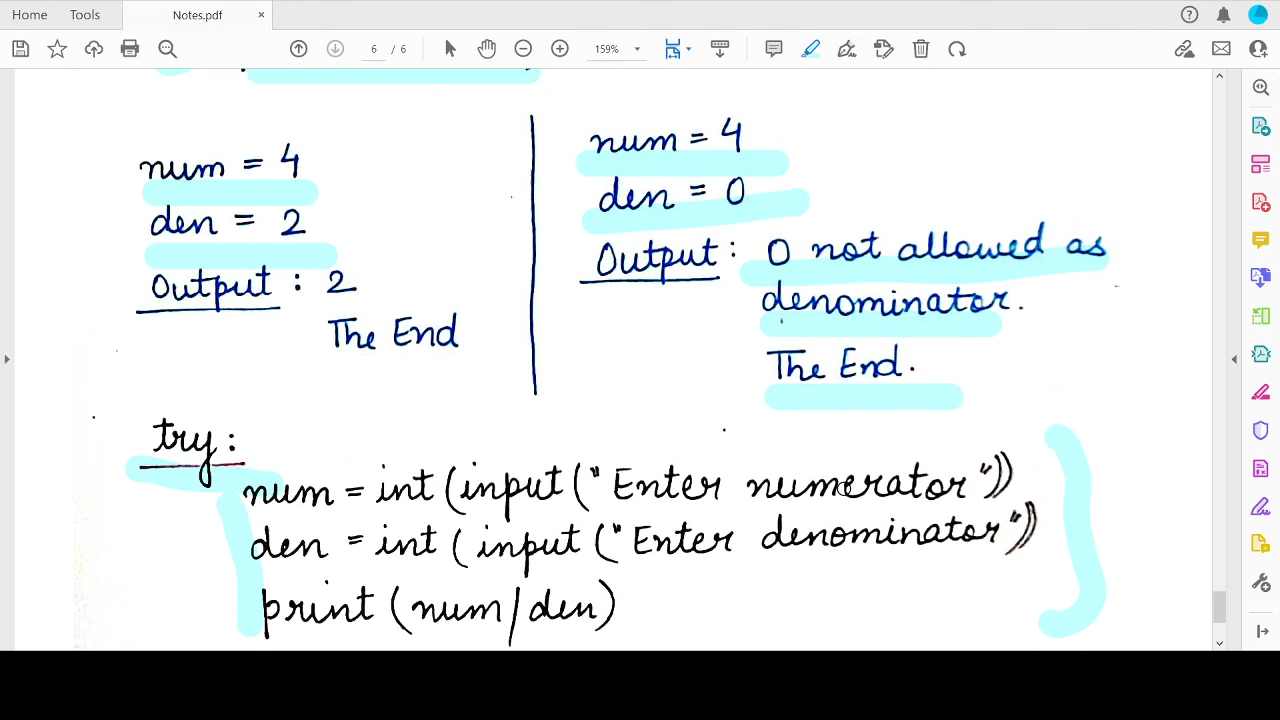 Home Tools Notes.pdf ×
6 / 6 159%
num = 4
den = 2
Output : 2
The End
num = 4
den = 0
Output : 0 not allowed as
denominator.
The End.
try:
num = int(input("Enter numerator"))
den = int(input("Enter denominator"))
print(num/den)